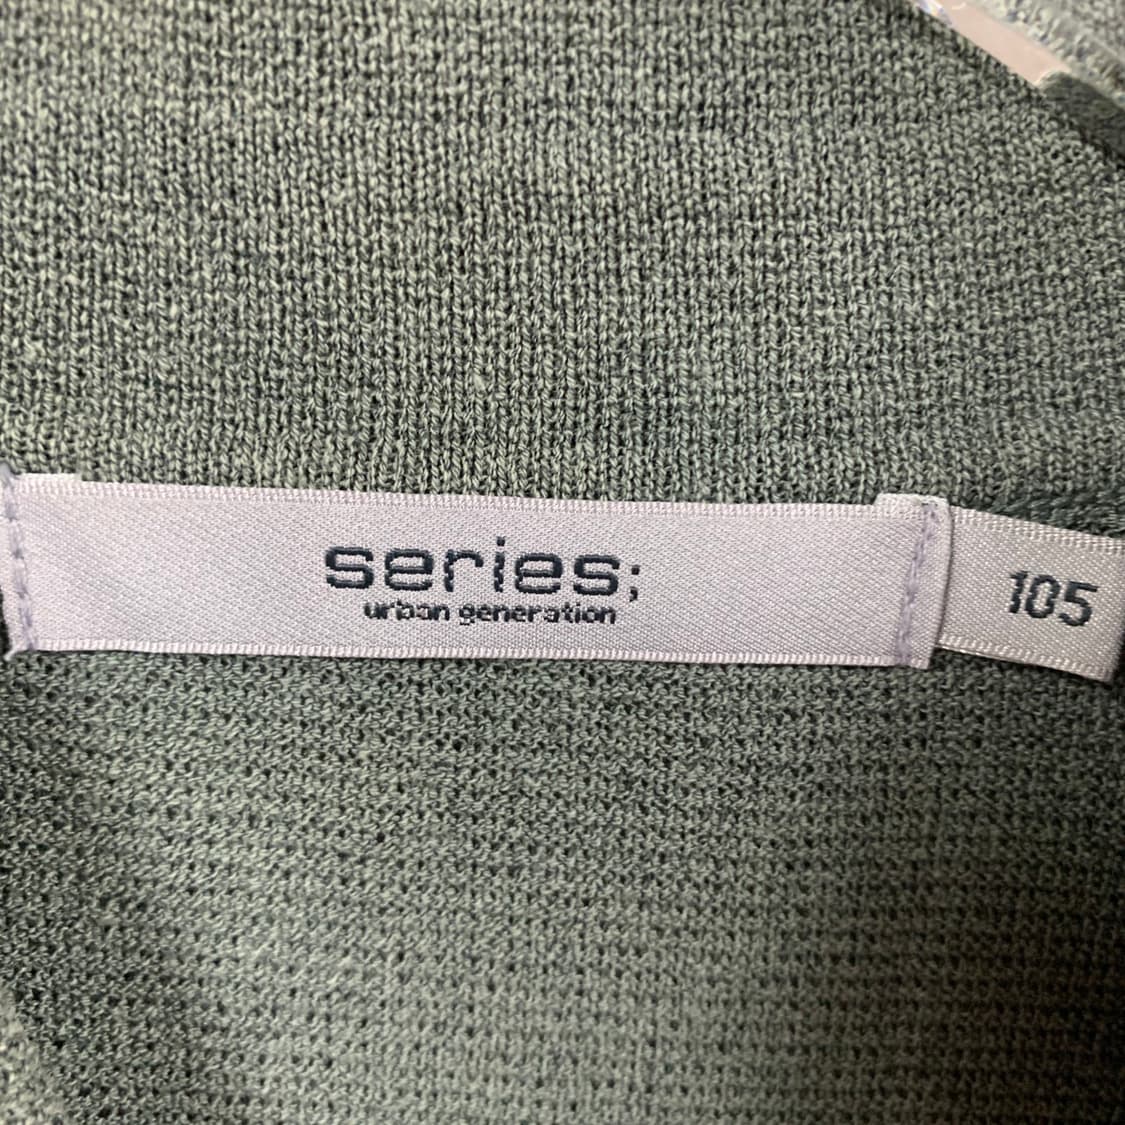 series;
urban generation
105